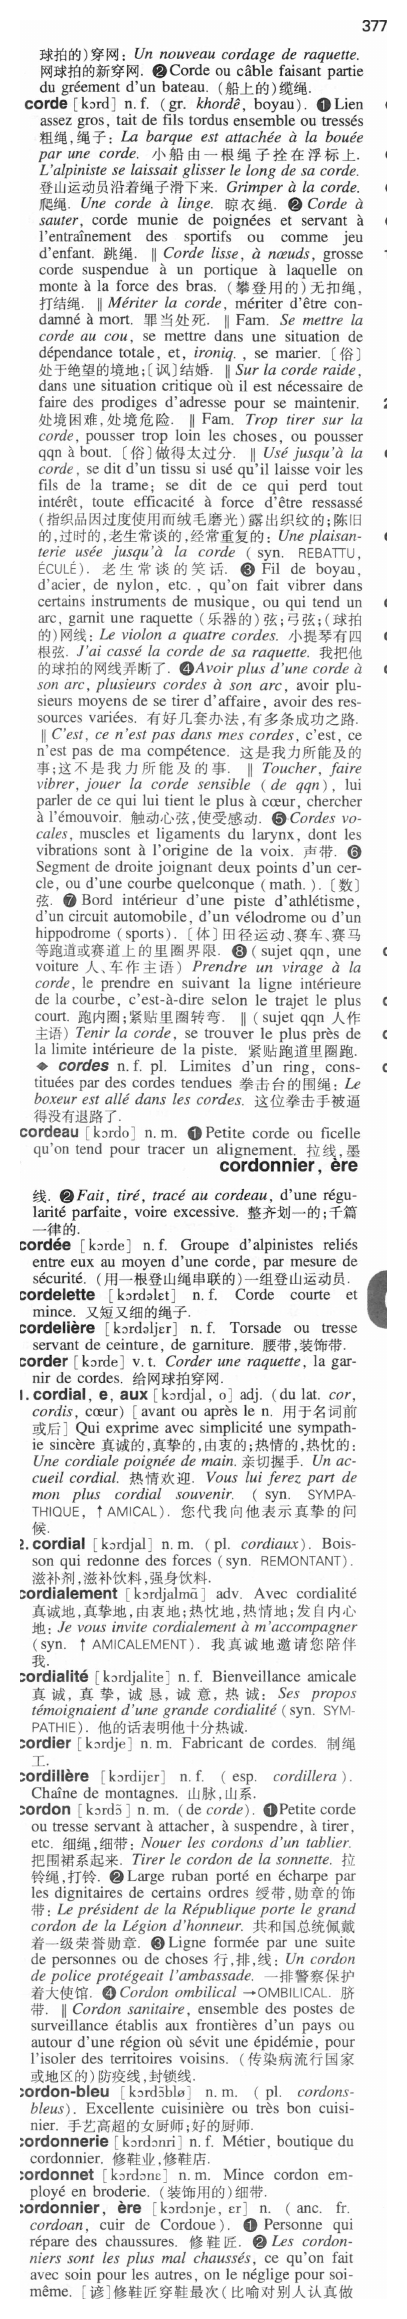 377
球拍的) 穿网: Un nouveau cordage de raquette.
网球拍的新穿网. ❷Corde ou câble faisant partie
du gréement d'un bateau. (船上的) 缆绳.
corde [kɔrd] n. f. (gr. khordê, boyau). ❶Lien
assez gros, tait de fils tordus ensemble ou tressés
粗绳,绳子: La barque est attachée à la bouée
par une corde. 小船由一根绳子拴在浮标上.
L'alpiniste se laissait glisser le long de sa corde.
登山运动员沿着绳子滑下来. Grimper à la corde.
爬绳. Une corde à linge. 晾衣绳. ❷ Corde à
sauter, corde munie de poignées et servant à
l'entraînement des sportifs ou comme jeu
d'enfant. 跳绳. ‖ Corde lisse, à nœuds, grosse
corde suspendue à un portique à laquelle on
monte à la force des bras. (攀登用的) 无扣绳,
打结绳. ‖ Mériter la corde, mériter d'être con-
damné à mort. 罪当处死. ‖ Fam. Se mettre la
corde au cou, se mettre dans une situation de
dépendance totale, et, ironiq. , se marier. [俗]
处于绝望的境地;[讽]结婚. ‖ Sur la corde raide,
dans une situation critique où il est nécessaire de
faire des prodiges d'adresse pour se maintenir.
处境困难,处境危险. ‖ Fam. Trop tirer sur la
corde, pousser trop loin les choses, ou pousser
qqn à bout. [俗]做得太过分. ‖ Usé jusqu'à la
corde, se dit d'un tissu si usé qu'il laisse voir les
fils de la trame; se dit de ce qui perd tout
intérêt, toute efficacité à force d'être ressassé
(指织品因过度使用而绒毛磨光) 露出织纹的;陈旧
的,过时的,老生常谈的,经常重复的: Une plaisan-
terie usée jusqu'à la corde ( syn. REBATTU,
ÉCULÉ). 老生常谈的笑话. ❸ Fil de boyau,
d'acier, de nylon, etc. , qu'on fait vibrer dans
certains instruments de musique, ou qui tend un
arc, garnit une raquette (乐器的) 弦;弓弦;(球拍
的)网线: Le violon a quatre cordes. 小提琴有四
根弦. J'ai cassé la corde de sa raquette. 我把他
的球拍的网线弄断了. ❹Avoir plus d'une corde à
son arc, plusieurs cordes à son arc, avoir plu-
sieurs moyens de se tirer d'affaire, avoir des res-
sources variées. 有好几套办法,有多条成功之路.
‖ C'est, ce n'est pas dans mes cordes, c'est, ce
n'est pas de ma compétence. 这是我力所能及的
事;这不是我力所能及的事. ‖ Toucher, faire
vibrer, jouer la corde sensible (de qqn), lui
parler de ce qui lui tient le plus à cœur, chercher
à l'émouvoir. 触动心弦,使受感动. ❺Cordes vo-
cales, muscles et ligaments du larynx, dont les
vibrations sont à l'origine de la voix. 声带. ❻
Segment de droite joignant deux points d'un cer-
cle, ou d'une courbe quelconque ( math. ). [数]
弦. ❼ Bord intérieur d'une piste d'athlétisme,
d'un circuit automobile, d'un vélodrome ou d'un
hippodrome (sports). [体]田径运动、赛车、赛马
等跑道或赛道上的里圈界限. ❽ ( sujet qqn, une
voiture 人、车作主语) Prendre un virage à la
corde, le prendre en suivant la ligne intérieure
de la courbe, c'est-à-dire selon le trajet le plus
court. 跑内圈;紧贴里圈转弯. ‖ (sujet qqn 人作
主语) Tenir la corde, se trouver le plus près de
la limite intérieure de la piste. 紧贴跑道里圈跑.
◆ cordes n. f. pl. Limites d'un ring, cons-
tituées par des cordes tendues 拳击台的围绳: Le
boxeur est allé dans les cordes. 这位拳击手被逼
得没有退路了.
cordeau [kɔrdo] n. m. ❶Petite corde ou ficelle
qu'on tend pour tracer un alignement. 拉线,墨
cordonnier, ère
线. ❷Fait, tiré, tracé au cordeau, d'une régu-
larité parfaite, voire excessive. 整齐划一的;千篇
一律的.
cordée [kɔrde] n. f. Groupe d'alpinistes reliés
entre eux au moyen d'une corde, par mesure de
sécurité. (用一根登山绳串联的) 一组登山运动员.
cordelette [kɔrdəlɛt] n. f. Corde courte et
mince. 又短又细的绳子.
cordelière [kɔrdəljɛr] n. f. Torsade ou tresse
servant de ceinture, de garniture. 腰带,装饰带.
corder [kɔrde] v. t. Corder une raquette, la gar-
nir de cordes. 给网球拍穿网.
1. cordial, e, aux [kɔrdjal, o] adj. (du lat. cor,
cordis, cœur) [avant ou après le n. 用于名词前
或后] Qui exprime avec simplicité une sympath-
ie sincère 真诚的,真挚的,由衷的;热情的,热忱的:
Une cordiale poignée de main. 亲切握手. Un ac-
cueil cordial. 热情欢迎. Vous lui ferez part de
mon plus cordial souvenir. ( syn. SYMPA-
THIQUE, ↑AMICAL). 您代我向他表示真挚的问
候.
2. cordial [kɔrdjal] n. m. ( pl. cordiaux). Bois-
son qui redonne des forces (syn. REMONTANT).
滋补剂,滋补饮料,强身饮料.
cordialement [kɔrdjalmɑ̃] adv. Avec cordialité
真诚地,真挚地,由衷地;热忱地,热情地;发自内心
地: Je vous invite cordialement à m'accompagner
(syn. ↑ AMICALEMENT). 我真诚地邀请您陪伴
我.
cordialité [kɔrdjalite] n. f. Bienveillance amicale
真诚,真挚,诚恳,诚意,热诚: Ses propos
témoignaient d'une grande cordialité (syn. SYM-
PATHIE). 他的话表明他十分热诚.
cordier [kɔrdje] n. m. Fabricant de cordes. 制绳
工.
cordillère [kɔrdijɛr] n. f. ( esp. cordillera ).
Chaîne de montagnes. 山脉,山系.
cordon [kɔrdɔ̃] n. m. (de corde). ❶Petite corde
ou tresse servant à attacher, à suspendre, à tirer,
etc. 细绳,细带: Nouer les cordons d'un tablier.
把围裙系起来. Tirer le cordon de la sonnette. 拉
铃绳,打铃. ❷ Large ruban porté en écharpe par
les dignitaires de certains ordres 绶带,勋章的饰
带: Le président de la République porte le grand
cordon de la Légion d'honneur. 共和国总统佩戴
着一级荣誉勋章. ❸ Ligne formée par une suite
de personnes ou de choses 行,排,线: Un cordon
de police protégeait l'ambassade. 一排警察保护
着大使馆. ❹ Cordon ombilical →OMBILICAL. 脐
带. ‖ Cordon sanitaire, ensemble des postes de
surveillance établis aux frontières d'un pays ou
autour d'une région où sévit une épidémie, pour
l'isoler des territoires voisins. (传染病流行国家
或地区的) 防疫线,封锁线.
cordon-bleu [kɔrdɔ̃blø] n. m. ( pl. cordons-
bleus). Excellente cuisinière ou très bon cuisi-
nier. 手艺高超的女厨师;好的厨师.
cordonnerie [kɔrdɔnri] n. f. Métier, boutique du
cordonnier. 修鞋业,修鞋店.
cordonnet [kɔrdɔnɛ] n. m. Mince cordon em-
ployé en broderie. (装饰用的) 细带.
cordonnier, ère [kɔrdɔnje, ɛr] n. ( anc. fr.
cordoan, cuir de Cordoue). ❶ Personne qui
répare des chaussures. 修鞋匠. ❷ Les cordon-
niers sont les plus mal chaussés, ce qu'on fait
avec soin pour les autres, on le néglige pour soi-
même. [谚]修鞋匠穿鞋最次(比喻对别人认真做